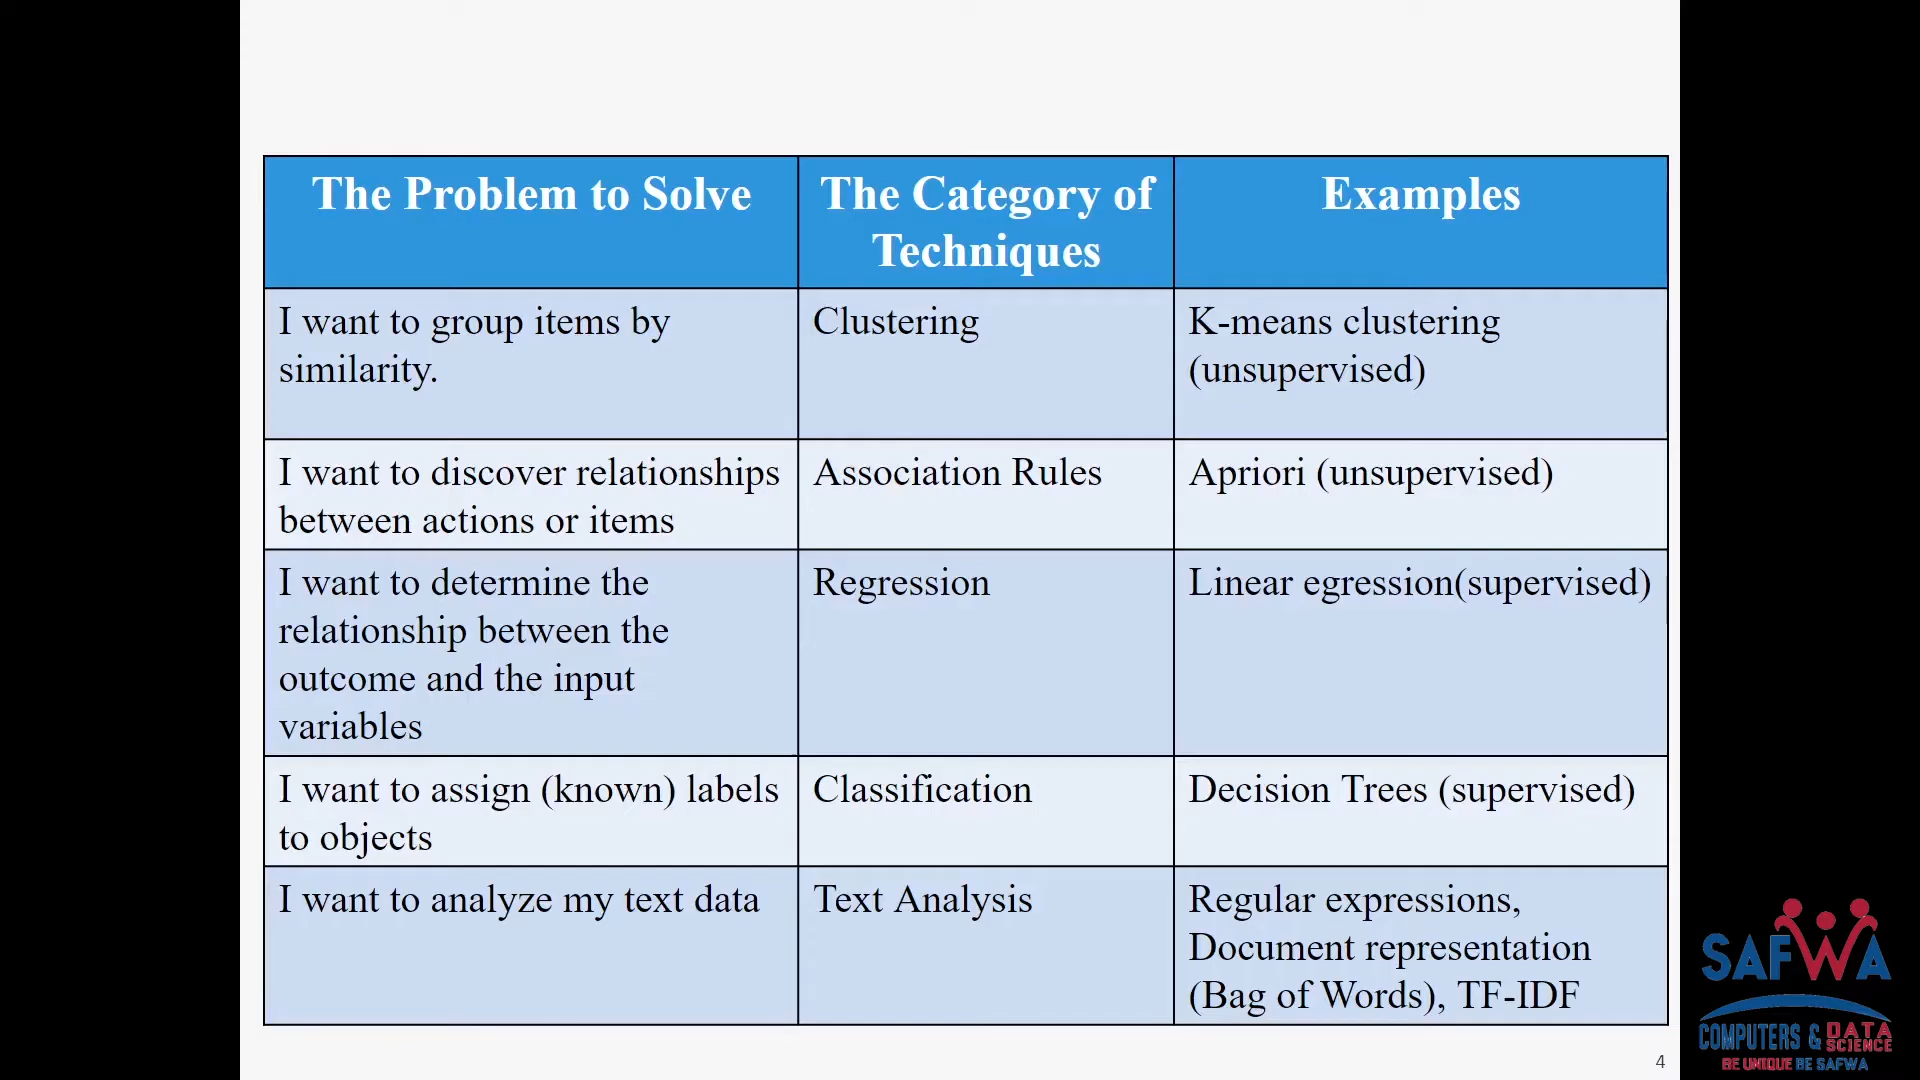 The Problem to Solve
The Category of
Techniques
Examples
I want to group items by
similarity.
Clustering
K-means clustering
(unsupervised)
I want to discover relationships
between actions or items
Association Rules
Apriori (unsupervised)
I want to determine the
relationship between the
outcome and the input
variables
Regression
Linear egression(supervised)
I want to assign (known) labels
to objects
Classification
Decision Trees (supervised)
I want to analyze my text data
Text Analysis
Regular expressions,
Document representation
(Bag of Words), TF-IDF
4
SAFWA
COMPUTERS & DATA SCIENCE
BE UNIQUE BE SAFWA